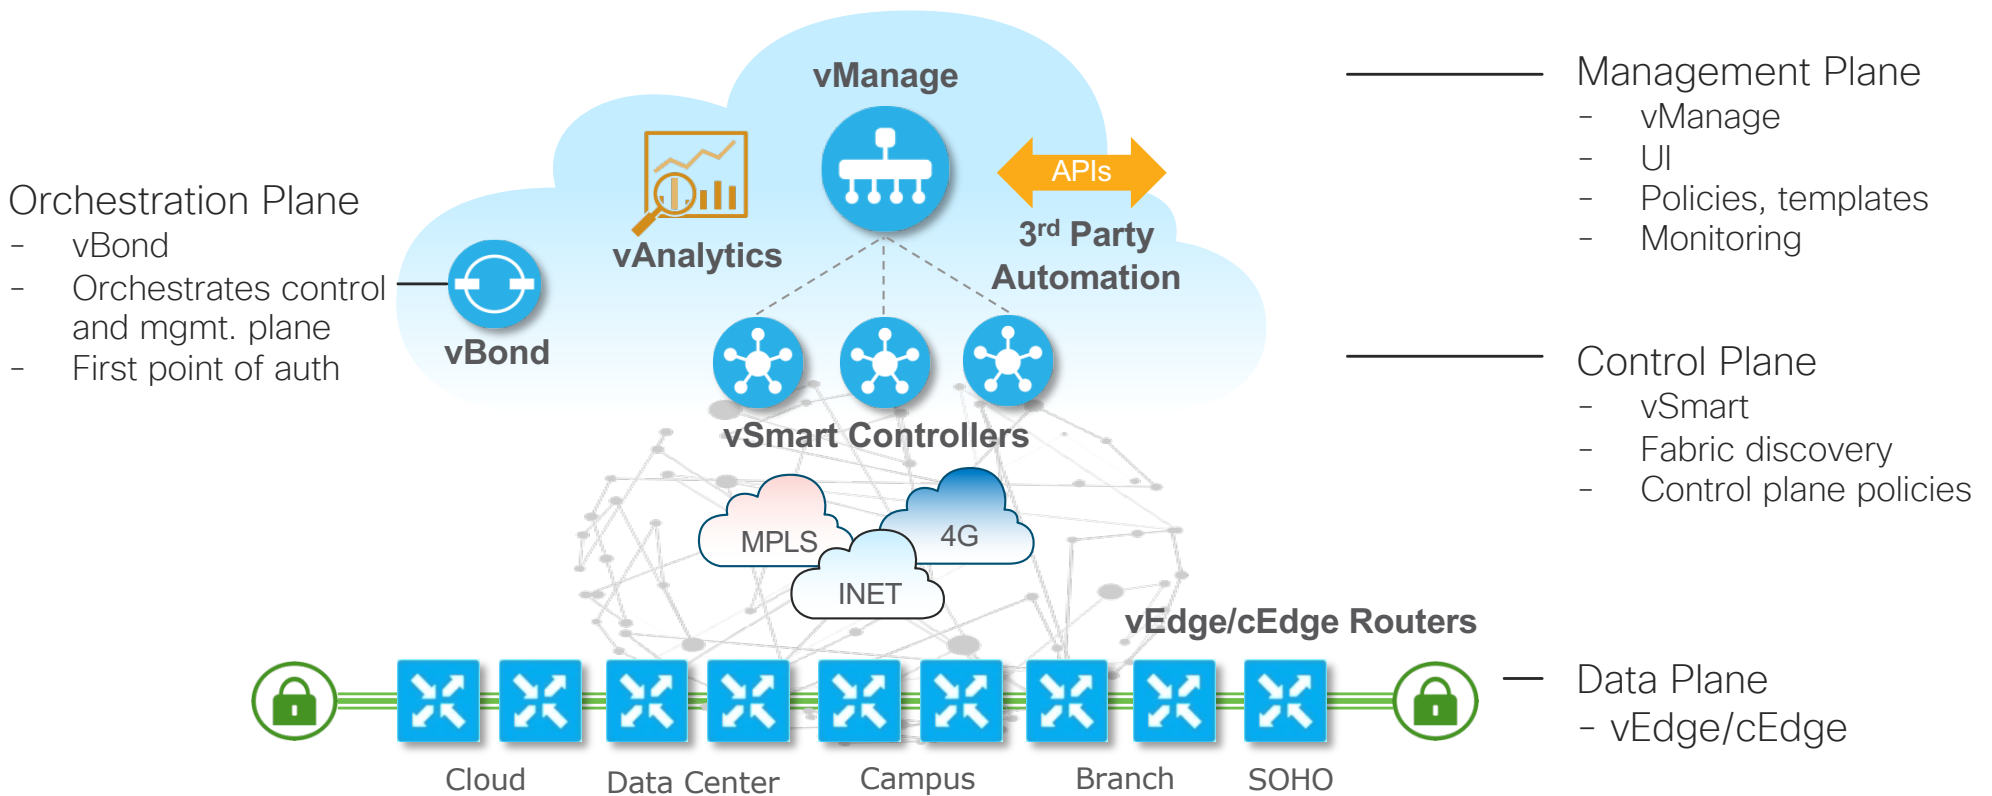 Orchestration Plane
- vBond
- Orchestrates control
and mgmt. plane
- First point of auth
vManage
vAnalytics
APIs
3rd Party
Automation
vBond
vSmart Controllers
MPLS
4G
INET
vEdge/cEdge Routers
Cloud
Data Center
Campus
Branch
SOHO
Management Plane
- vManage
- UI
- Policies, templates
- Monitoring
Control Plane
- vSmart
- Fabric discovery
- Control plane policies
Data Plane
- vEdge/cEdge